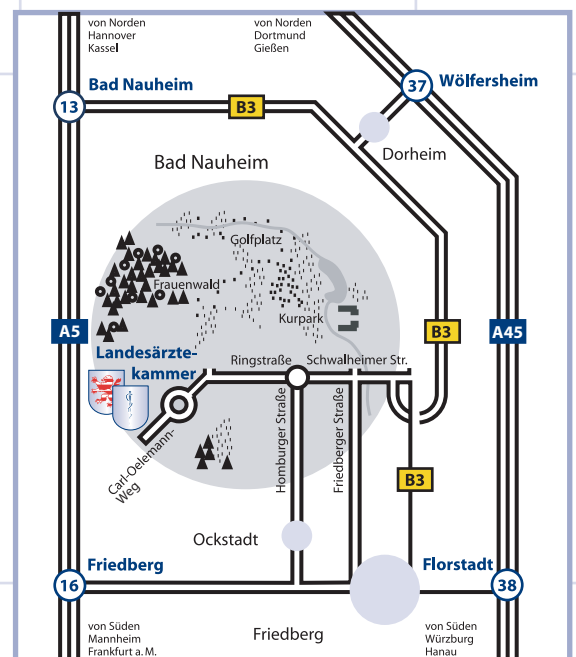 von Norden
Hannover
Kassel
von Norden
Dortmund
Gießen
Bad Nauheim
13
B3
37
Wölfersheim
Dorheim
Bad Nauheim
Golfplatz
Frauenwald
Kurpark
A5
B3
A45
Landesärzte-
kammer
Ringstraße
Schwalheimer Str.
Carl-Oelemann-
Weg
Homburger Straße
Friedberger Straße
B3
Ockstadt
Friedberg
16
Florstadt
38
von Süden
Mannheim
Frankfurt a. M.
Friedberg
von Süden
Würzburg
Hanau